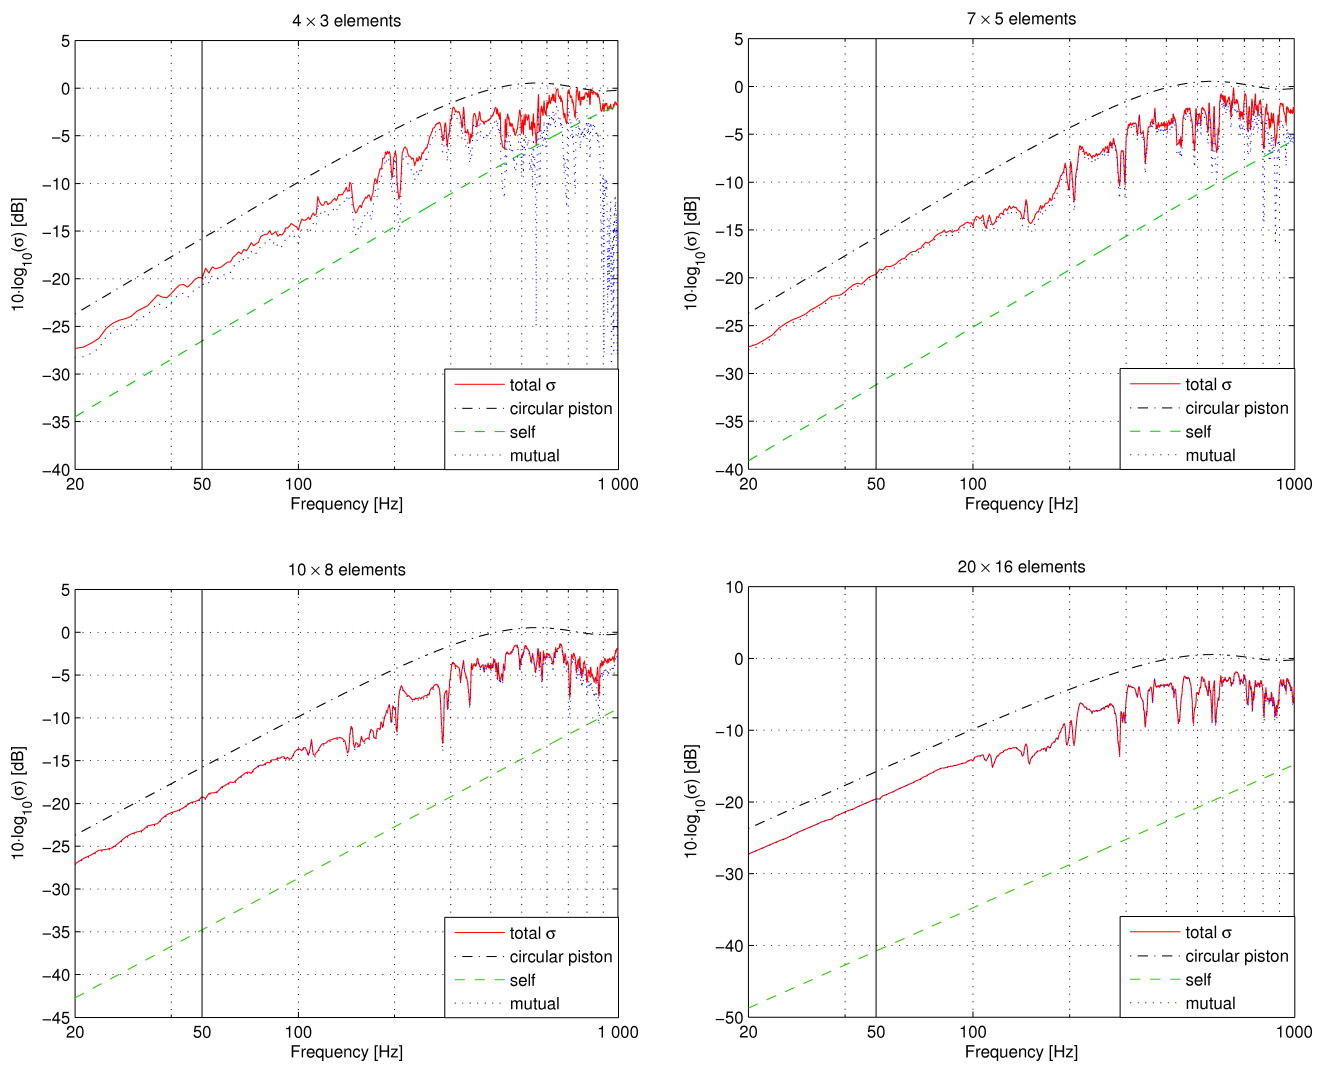 4 × 3 elements
5
0
−5
−10
−15
−20
−25
−30
−35
−40
10·log10(σ) [dB]
20
50
100
1 000
Frequency [Hz]
total σ
circular piston
self
mutual
7 × 5 elements
5
0
−5
−10
−15
−20
−25
−30
−35
−40
10·log10(σ) [dB]
20
50
100
1000
Frequency [Hz]
total σ
circular piston
self
mutual
10 × 8 elements
5
0
−5
−10
−15
−20
−25
−30
−35
−40
−45
10·log10(σ) [dB]
20
50
100
1 000
Frequency [Hz]
total σ
circular piston
self
mutual
20 × 16 elements
10
0
−10
−20
−30
−40
−50
10·log10(σ) [dB]
20
50
100
1000
Frequency [Hz]
total σ
circular piston
self
mutual